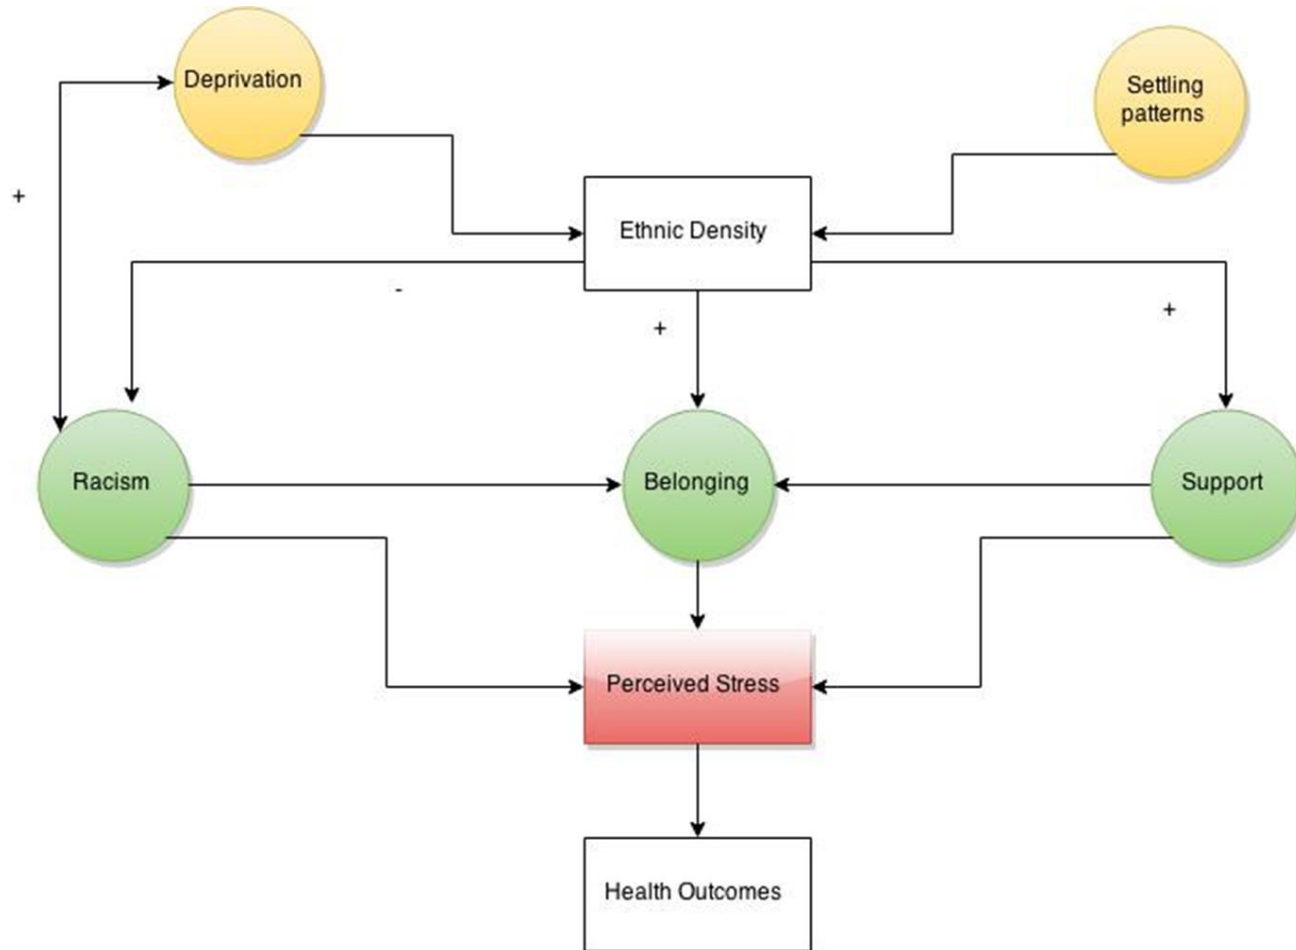 Deprivation
Settling
patterns
+
Ethnic Density
-
+
+
Racism
Belonging
Support
Perceived Stress
Health Outcomes